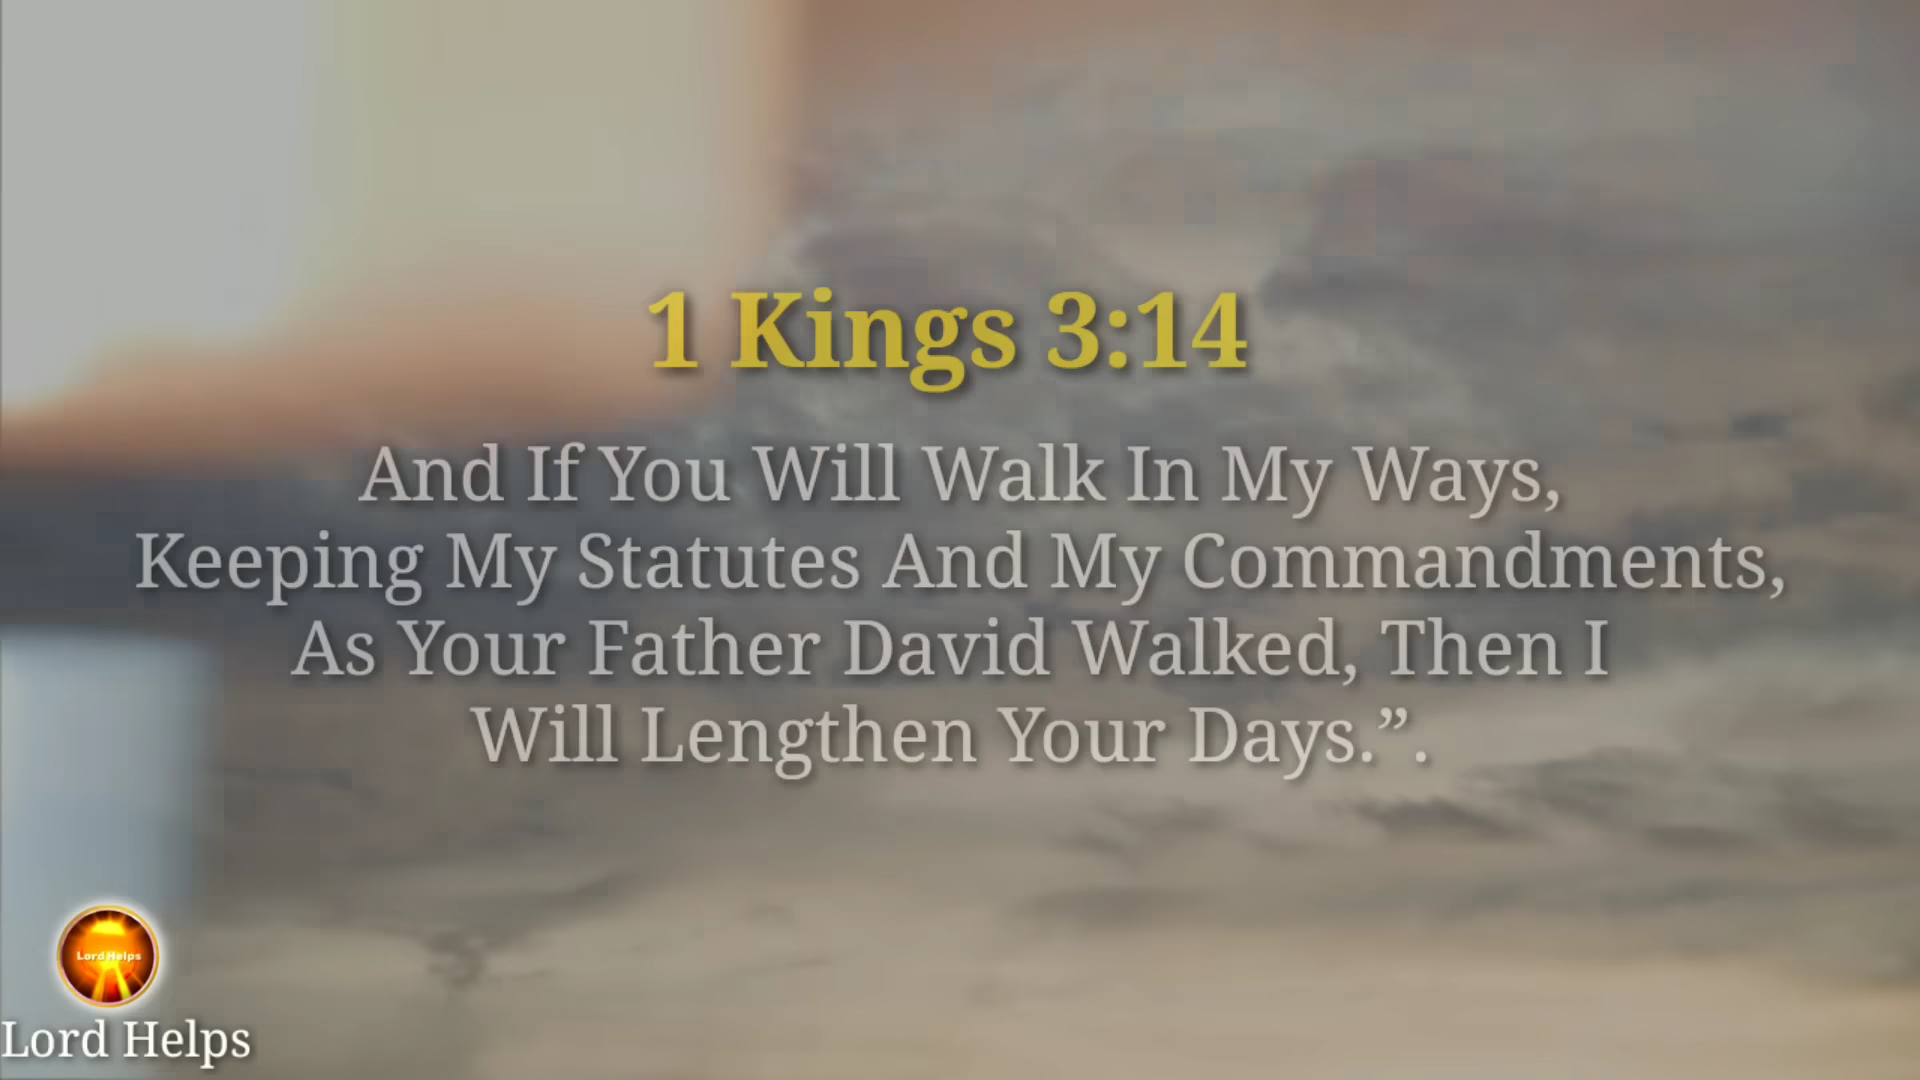 1 Kings 3:14
And If You Will Walk In My Ways,
Keeping My Statutes And My Commandments,
As Your Father David Walked, Then I
Will Lengthen Your Days.”.
Lord Helps
Lord Helps